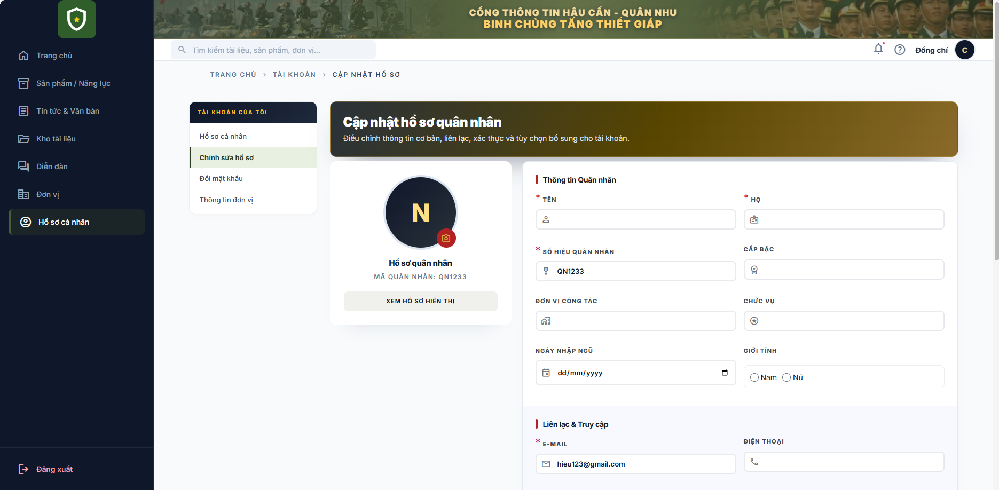 CỔNG THÔNG TIN HẬU CẦN - QUÂN NHU
BINH CHỦNG TĂNG THIẾT GIÁP
Trang chủ
Sản phẩm / Năng lực
Tin tức & Văn bản
Kho tài liệu
Diễn đàn
Đơn vị
Hồ sơ cá nhân
Đăng xuất
Tìm kiếm tài liệu, sản phẩm, đơn vị...
Đồng chí
C
TRANG CHỦ > TÀI KHOẢN > CẬP NHẬT HỒ SƠ
TÀI KHOẢN CỦA TÔI
Hồ sơ cá nhân
Chỉnh sửa hồ sơ
Đổi mật khẩu
Thông tin đơn vị
Cập nhật hồ sơ quân nhân
Điều chỉnh thông tin cơ bản, liên lạc, xác thực và tùy chọn bổ sung cho tài khoản.
N
Hồ sơ quân nhân
MÃ QUÂN NHÂN: QN1233
XEM HỒ SƠ HIỂN THỊ
Thông tin Quân nhân
* TÊN
* HỌ
* SỐ HIỆU QUÂN NHÂN
QN1233
CẤP BẬC
ĐƠN VỊ CÔNG TÁC
CHỨC VỤ
NGÀY NHẬP NGŨ
dd/mm/yyyy
GIỚI TÍNH
Nam Nữ
Liên lạc & Truy cập
* E-MAIL
hieu123@gmail.com
ĐIỆN THOẠI